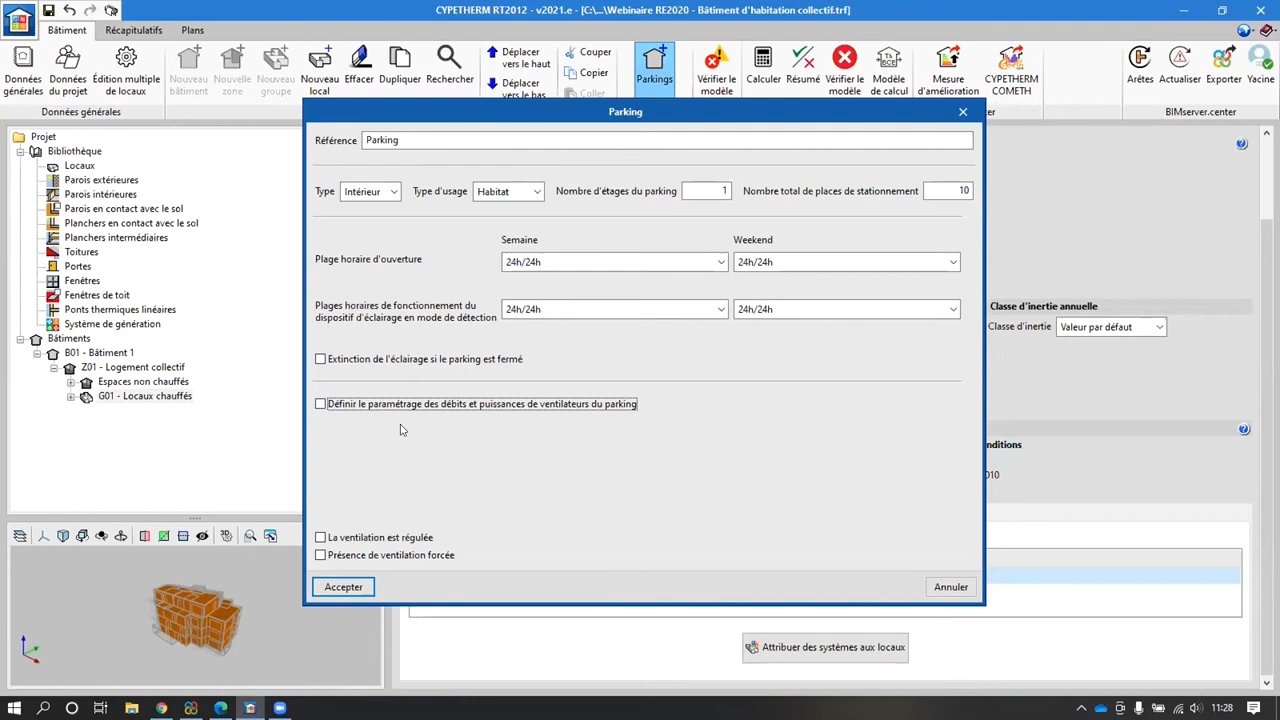 CYPETHERM RT2012 - v2021.e - [C:\...\Webinaire RE2020 - Bâtiment d'habitation collectif.trf]
Bâtiment Récapitulatifs Plans
Données générales
Données du projet
Édition multiple de locaux
Nouveau bâtiment
Nouvelle zone
Nouveau groupe
Nouveau local
Effacer
Dupliquer
Rechercher
Déplacer vers le haut
Déplacer vers le bas
Couper
Copier
Coller
Parkings
Vérifier le modèle
Calculer
Résumé
Vérifier le modèle
Modèle de calcul
Mesure d'amélioration
CYPETHERM COMETH
Arêtes
Actualiser
Exporter
Yacine
Données générales
BIMserver.center
Projet
Bibliothèque
Locaux
Parois extérieures
Parois intérieures
Parois en contact avec le sol
Planchers en contact avec le sol
Planchers intermédiaires
Toitures
Portes
Fenêtres
Fenêtres de toit
Ponts thermiques linéaires
Système de génération
Bâtiments
B01 - Bâtiment 1
Z01 - Logement collectif
Espaces non chauffés
G01 - Locaux chauffés
Parking
Référence Parking
Type Intérieur Type d'usage Habitat Nombre d'étages du parking 1 Nombre total de places de stationnement 10
Semaine Weekend
Plage horaire d'ouverture 24h/24h 24h/24h
Plages horaires de fonctionnement du
dispositif d'éclairage en mode de détection 24h/24h 24h/24h
Extinction de l'éclairage si le parking est fermé
Définir le paramétrage des débits et puissances de ventilateurs du parking
La ventilation est régulée
Présence de ventilation forcée
Accepter Annuler
Classe d'inertie annuelle
Classe d'inertie Valeur par défaut
Attribuer des systèmes aux locaux
11:28